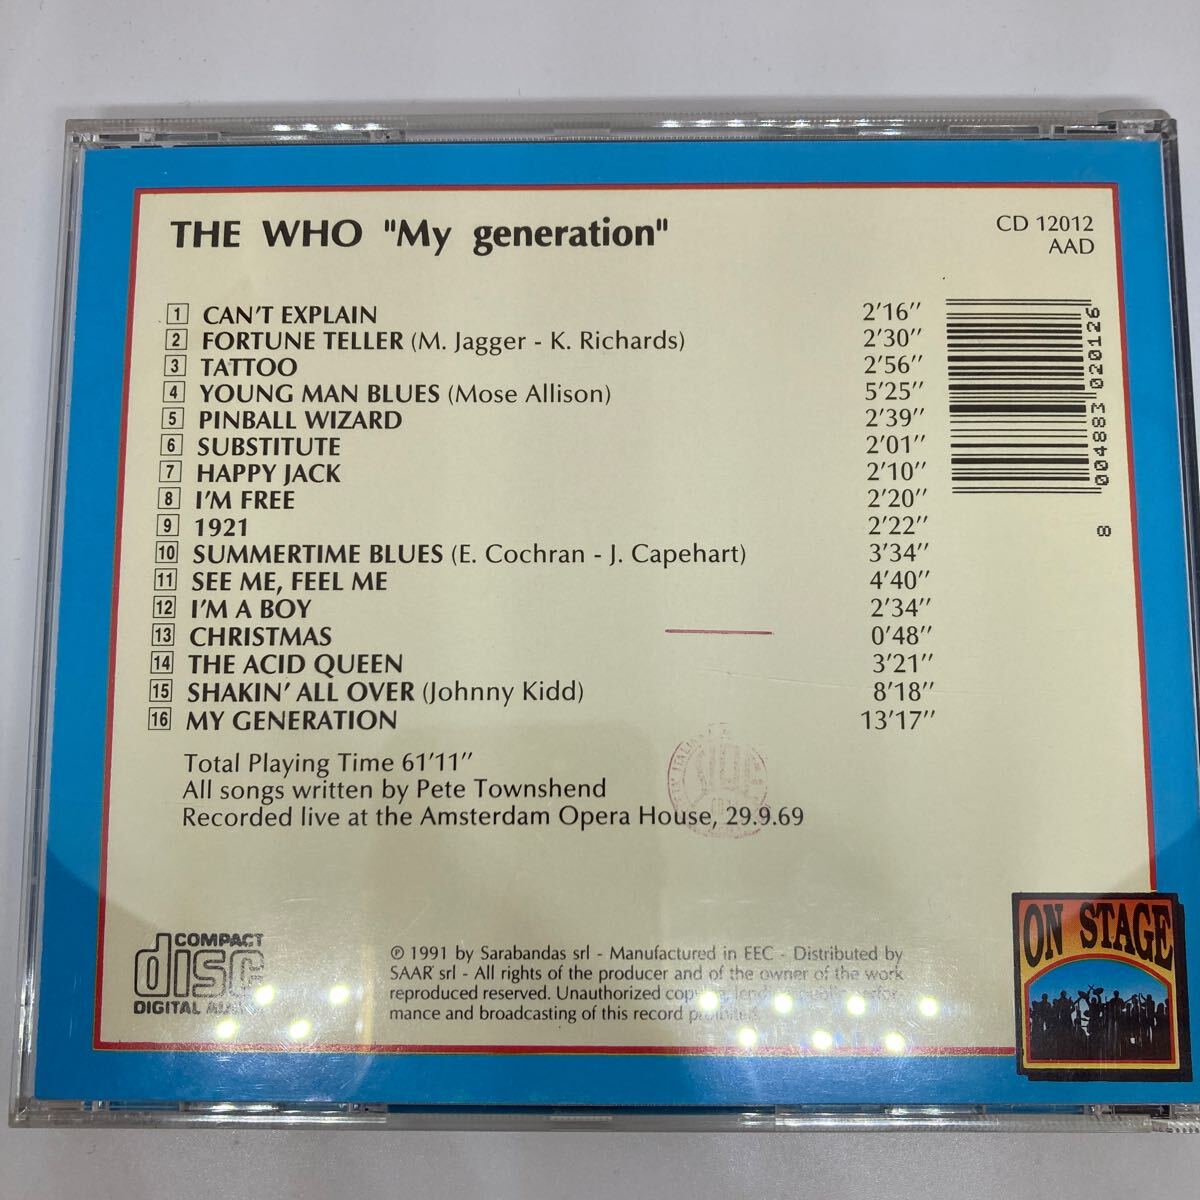 THE WHO "My generation"
CD 12012
AAD
1 CAN'T EXPLAIN 2'16''
2 FORTUNE TELLER (M. Jagger - K. Richards) 2'30''
3 TATTOO 2'56''
4 YOUNG MAN BLUES (Mose Allison) 5'25''
5 PINBALL WIZARD 2'39''
6 SUBSTITUTE 2'01''
7 HAPPY JACK 2'10''
8 I'M FREE 2'20''
9 1921 2'22''
10 SUMMERTIME BLUES (E. Cochran - J. Capehart) 3'34''
11 SEE ME, FEEL ME 4'40''
12 I'M A BOY 2'34''
13 CHRISTMAS 0'48''
14 THE ACID QUEEN 3'21''
15 SHAKIN' ALL OVER (Johnny Kidd) 8'18''
16 MY GENERATION 13'17''
8 004883 020126
Total Playing Time 61'11''
All songs written by Pete Townshend
Recorded live at the Amsterdam Opera House, 29.9.69
COMPACT
disc
DIGITAL AUDIO
℗ 1991 by Sarabandas srl - Manufactured in EEC - Distributed by
SAAR srl - All rights of the producer and of the owner of the work
reproduced reserved. Unauthorized copying, lending, public perfor-
mance and broadcasting of this record prohibited.
ON STAGE